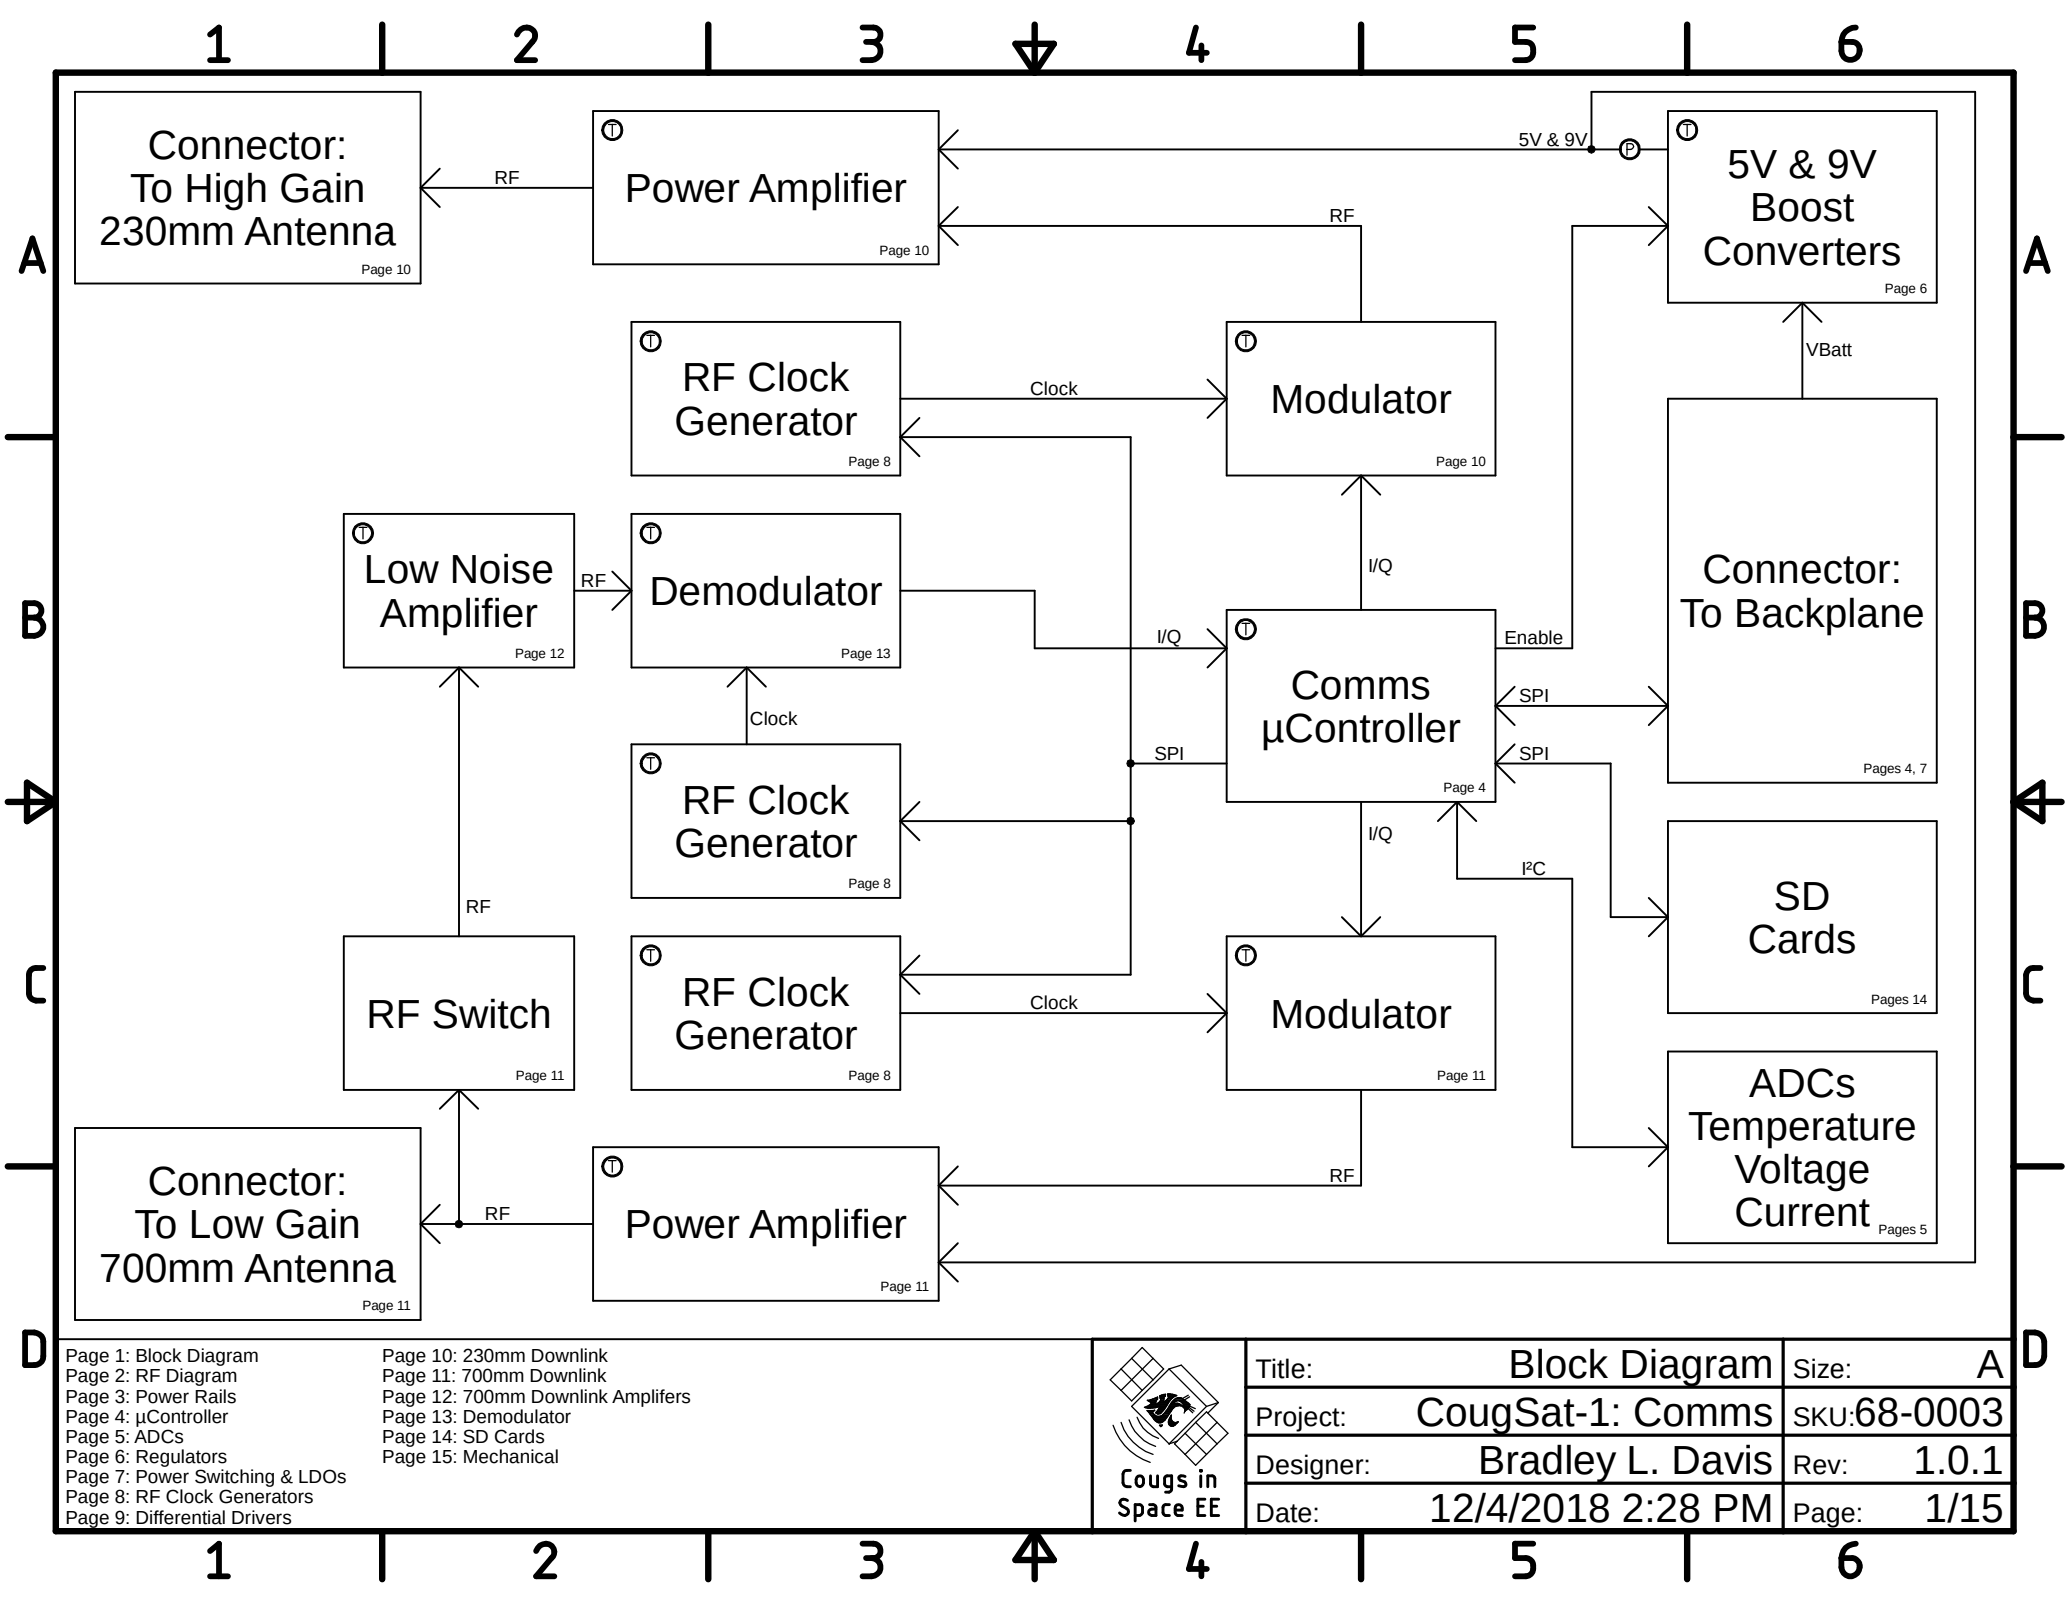 1 2 3 4 5 6
A
A
B
B
C
C
D
D
Connector:
To High Gain
230mm Antenna
Page 10
RF
T
Power Amplifier
Page 10
5V & 9V
P
RF
T
5V & 9V
Boost
Converters
Page 6
VBatt
T
RF Clock
Generator
Page 8
Clock
T
Modulator
Page 10
T
Low Noise
Amplifier
Page 12
RF
T
Demodulator
Page 13
I/Q
I/Q
Connector:
To Backplane
Pages 4, 7
T
Comms
µController
Page 4
Enable
SPI
SPI
SPI
Clock
T
RF Clock
Generator
Page 8
I/Q
I²C
SD
Cards
Pages 14
RF
RF Switch
Page 11
T
RF Clock
Generator
Page 8
Clock
T
Modulator
Page 11
ADCs
Temperature
Voltage
Current
Pages 5
Connector:
To Low Gain
700mm Antenna
Page 11
RF
T
Power Amplifier
Page 11
RF
Page 1: Block Diagram
Page 2: RF Diagram
Page 3: Power Rails
Page 4: µController
Page 5: ADCs
Page 6: Regulators
Page 7: Power Switching & LDOs
Page 8: RF Clock Generators
Page 9: Differential Drivers
Page 10: 230mm Downlink
Page 11: 700mm Downlink
Page 12: 700mm Downlink Amplifers
Page 13: Demodulator
Page 14: SD Cards
Page 15: Mechanical
Cougs in
Space EE
Title: Block Diagram
Size: A
Project: CougSat-1: Comms
SKU: 68-0003
Designer: Bradley L. Davis
Rev: 1.0.1
Date: 12/4/2018 2:28 PM
Page: 1/15
1 2 3 4 5 6